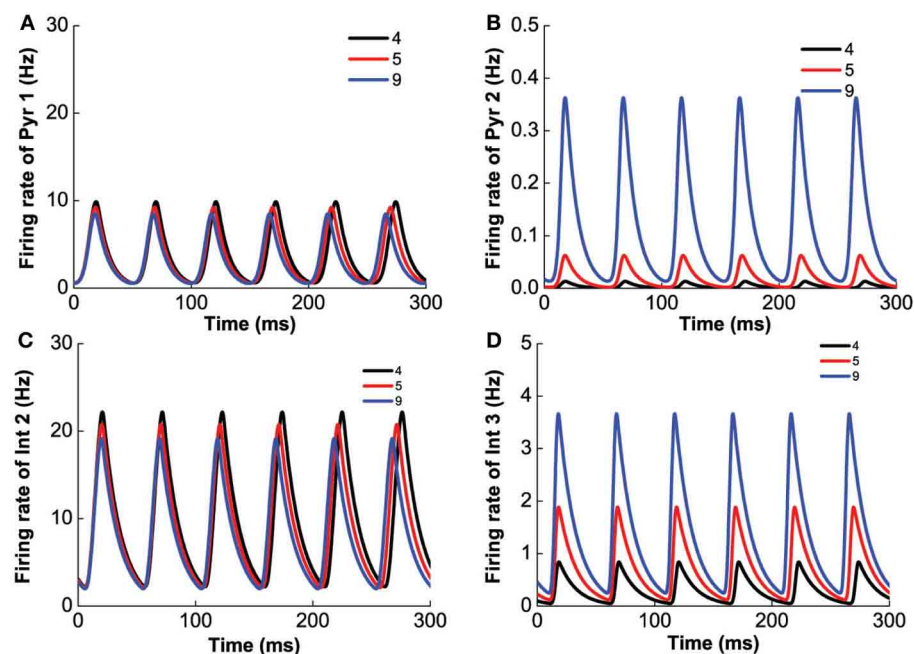 A
Firing rate of Pyr 1 (Hz)
30
20
10
0
4
5
9
0 100 200 300
Time (ms)
B
Firing rate of Pyr 2 (Hz)
0.5
0.4
0.3
0.2
0.1
0.0
4
5
9
0 100 200 300
Time (ms)
C
Firing rate of Int 2 (Hz)
30
20
10
0
4
5
9
0 100 200 300
Time (ms)
D
Firing rate of Int 3 (Hz)
5
4
3
2
1
0
4
5
9
0 100 200 300
Time (ms)